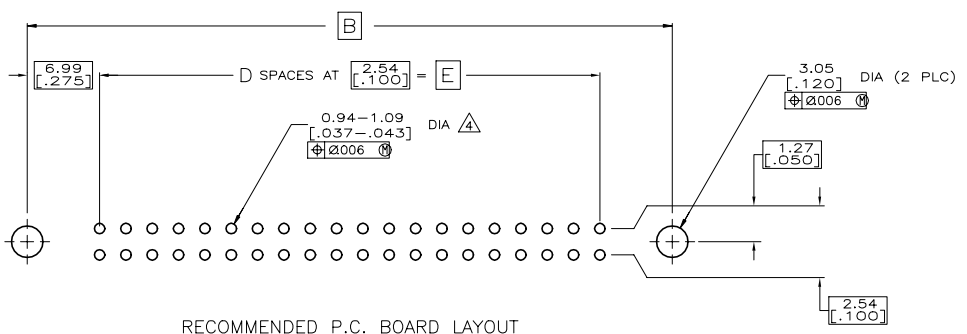 B
6.99
[.275]
D SPACES AT 2.54 [.100] = E
3.05
[.120] DIA (2 PLC)
⌖ Ø.006 Ⓜ
0.94-1.09
[.037-.043] DIA 4
⌖ Ø.006 Ⓜ
1.27
[.050]
2.54
[.100]
RECOMMENDED P.C. BOARD LAYOUT